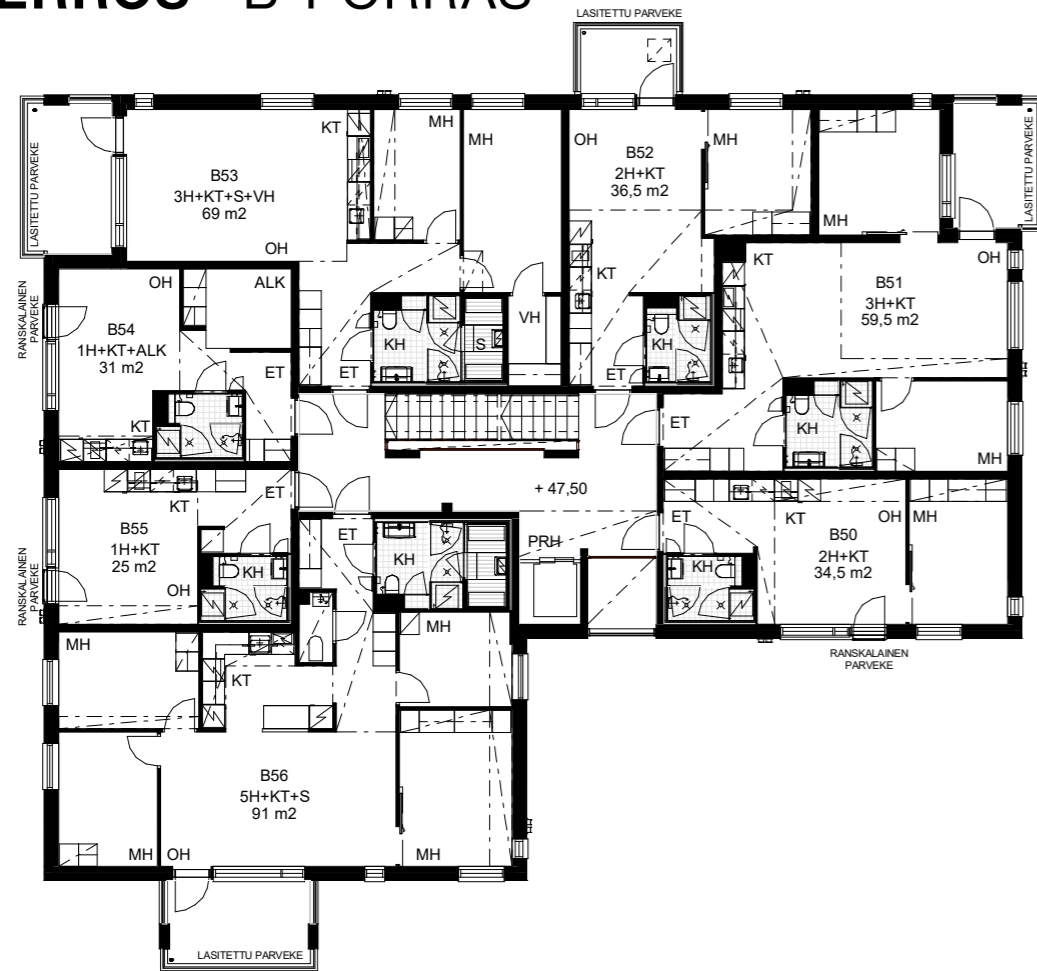 B PORRAS
LASITETTU PARVEKE
LASITETTU PARVEKE
KT
MH
MH
OH
B52
2H+KT
36,5 m2
MH
MH
LASITETTU PARVEKE
B53
3H+KT+S+VH
69 m2
OH
KT
KT
OH
B51
3H+KT
59,5 m2
RANSKALAINEN
PARVEKE
OH
ALK
B54
1H+KT+ALK
31 m2
ET
KT
KH
S
VH
ET
KH
ET
ET
KH
MH
+ 47,50
RANSKALAINEN
PARVEKE
KT
ET
B55
1H+KT
25 m2
OH
KH
ET
KH
PRH
ET
KH
KT
OH
MH
B50
2H+KT
34,5 m2
RANSKALAINEN
PARVEKE
MH
KT
MH
B56
5H+KT+S
91 m2
MH
OH
MH
LASITETTU PARVEKE